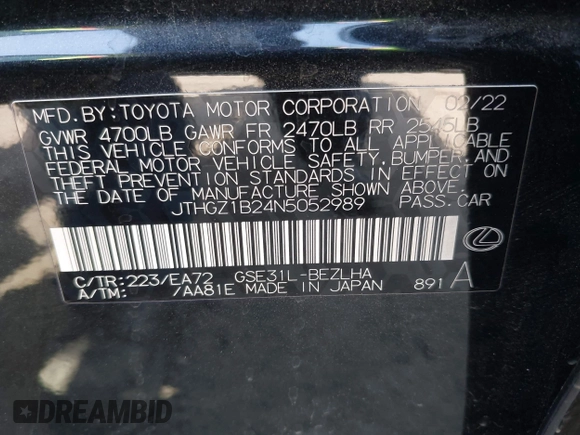 MFD.BY:TOYOTA MOTOR CORPORATION 02/22
GVWR 4700LB GAWR FR 2470LB RR 2545LB
THIS VEHICLE CONFORMS TO ALL APPLICABLE
FEDERAL MOTOR VEHICLE SAFETY,BUMPER,AND
THEFT PREVENTION STANDARDS IN EFFECT ON
THE DATE OF MANUFACTURE SHOWN ABOVE.
JTHGZ1B24N5052989 PASS.CAR
C/TR:223/EA72 GSE31L-BEZLHA
A/TM: /AA81E MADE IN JAPAN 891 A
DREAMBID